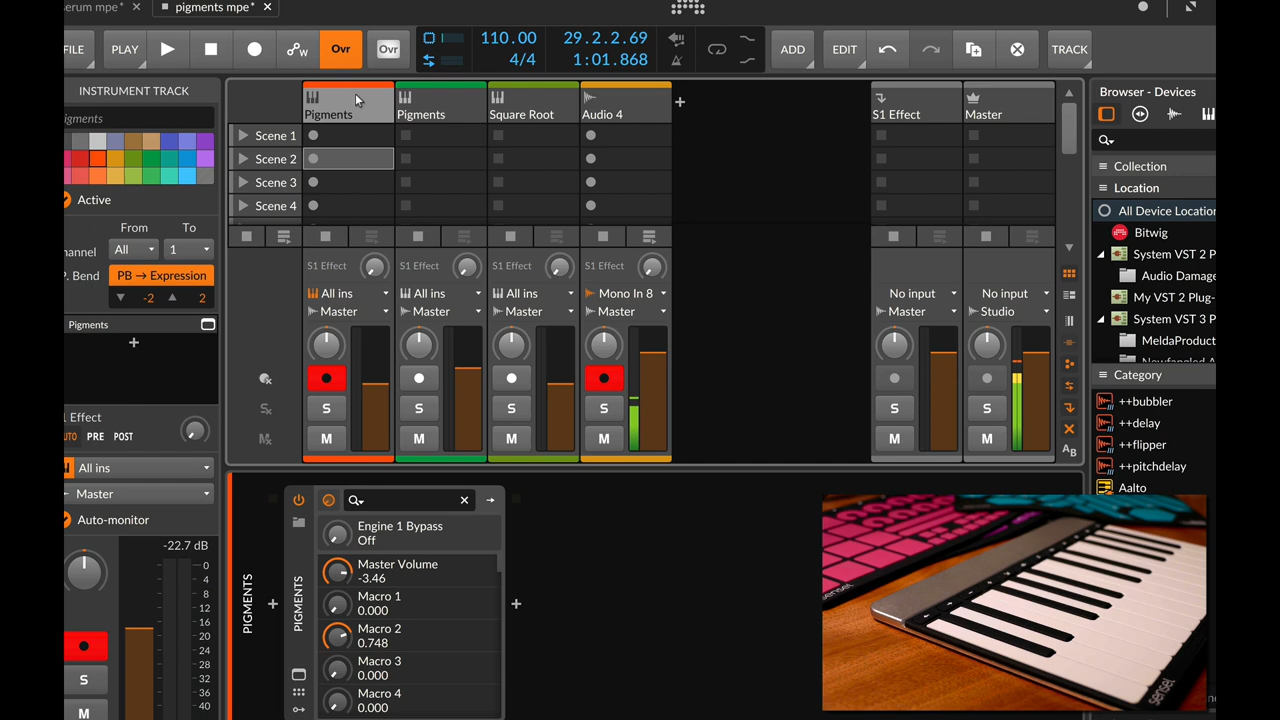 serum mpe* × pigments mpe* ×
FILE PLAY Ovr Ovr 110.00 29.2.2.69 ADD EDIT TRACK
4/4 1:01.868
INSTRUMENT TRACK
Pigments
Active
From To
Channel All 1
P. Bend PB → Expression
-2 2
Pigments
+
S1 Effect
AUTO PRE POST
All ins
Master
Auto-monitor
-22.7 dB
0
4
8
12
16
20
24
28
32
36
40
S
M
Pigments Pigments Square Root Audio 4 + S1 Effect Master
Scene 1
Scene 2
Scene 3
Scene 4
S1 Effect S1 Effect S1 Effect S1 Effect
All ins All ins All ins Mono In 8 No input No input
Master Master Master Master Master Studio
S S S S S S
M M M M M M
A B
Browser - Devices
Collection
Location
All Device Location
Bitwig
System VST 2 P
Audio Damage
My VST 2 Plug-
System VST 3 P
MeldaProduct
Newfangled A
Category
++bubbler
++delay
++flipper
++pitchdelay
Aalto
PIGMENTS
+
PIGMENTS
Engine 1 Bypass
Off
Master Volume
-3.46
Macro 1
0.000
Macro 2
0.748
Macro 3
0.000
Macro 4
0.000
+
sensel
sensel